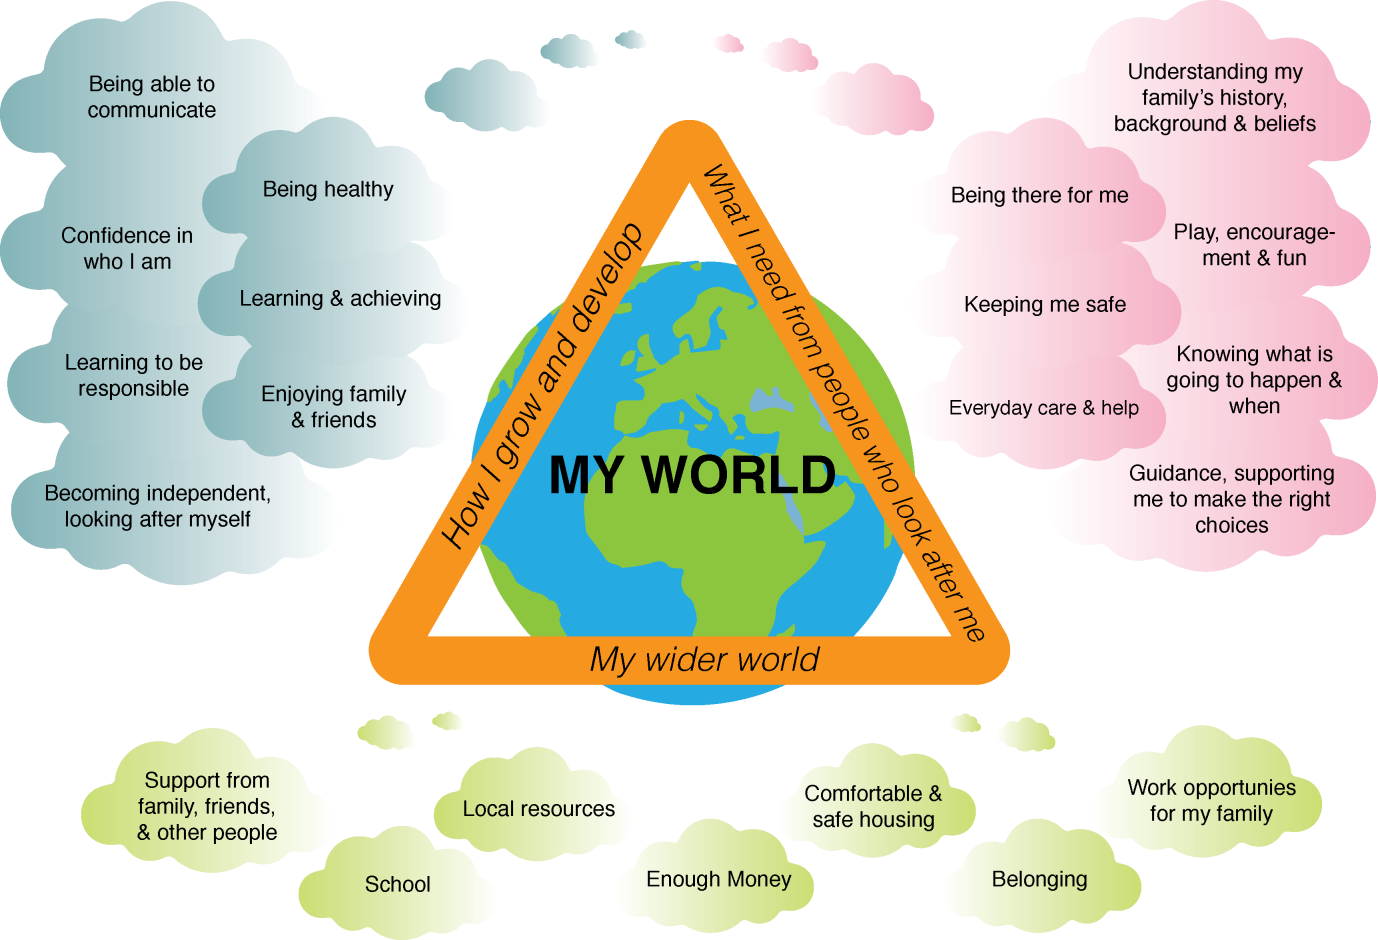 Being able to
communicate
Being healthy
Confidence in
who I am
Learning & achieving
Learning to be
responsible
Enjoying family
& friends
Becoming independent,
looking after myself
How I grow and develop
What I need from people who look after me
MY WORLD
My wider world
Understanding my
family’s history,
background & beliefs
Being there for me
Play, encourage-
ment & fun
Keeping me safe
Knowing what is
going to happen &
when
Everyday care & help
Guidance, supporting
me to make the right
choices
Support from
family, friends,
& other people
School
Local resources
Enough Money
Comfortable &
safe housing
Belonging
Work opportunies
for my family